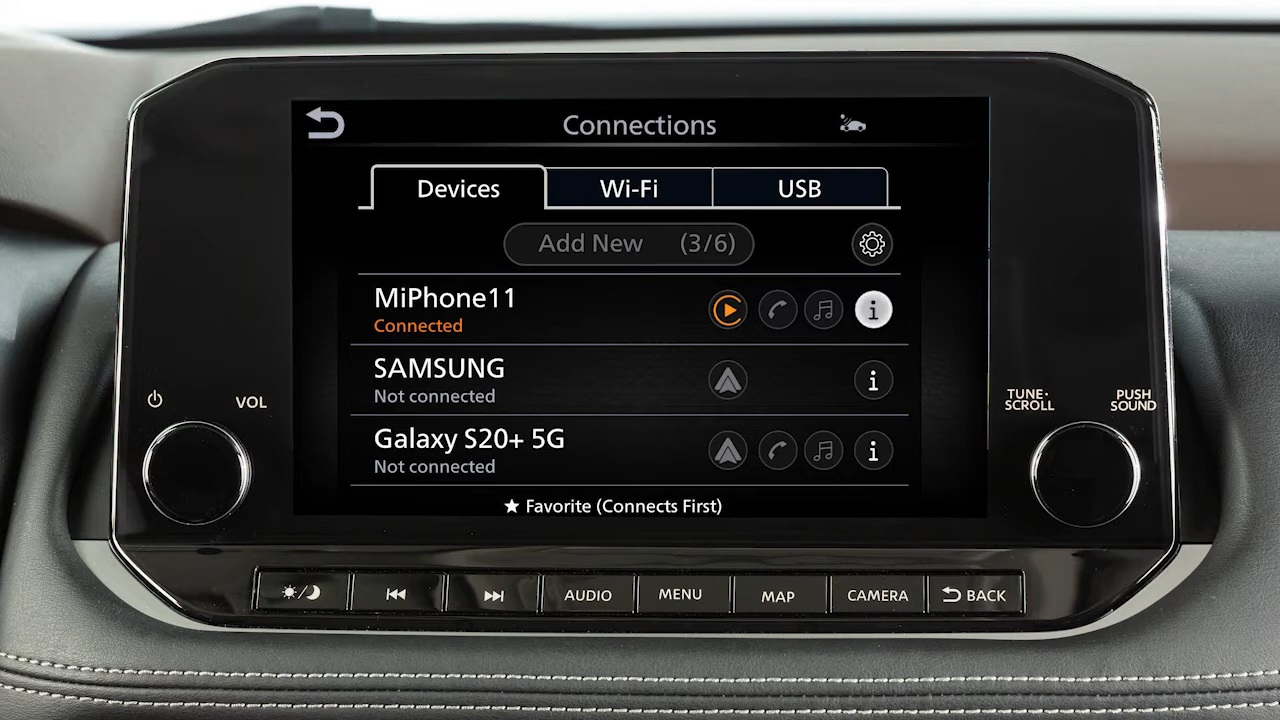 Connections
Devices Wi-Fi USB
Add New (3/6)
MiPhone11
Connected
SAMSUNG
Not connected
Galaxy S20+ 5G
Not connected
★ Favorite (Connects First)
VOL
TUNE·
SCROLL
PUSH
SOUND
AUDIO MENU MAP CAMERA BACK